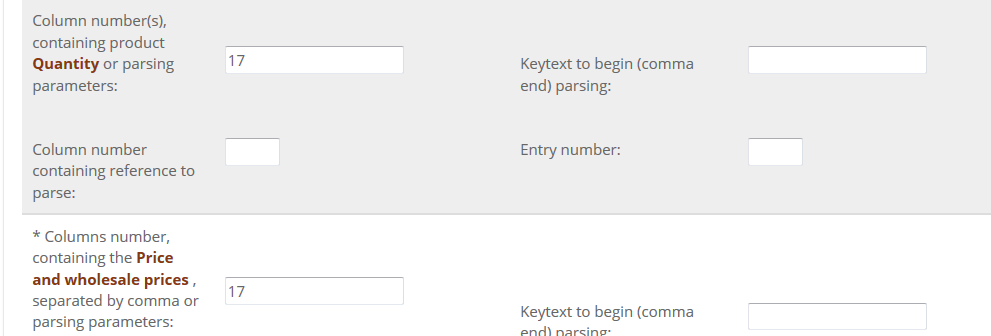 Column number(s),
containing product
Quantity or parsing
parameters:
17
Keytext to begin (comma
end) parsing:
Column number
containing reference to
parse:
Entry number:
* Columns number,
containing the Price
and wholesale prices ,
separated by comma or
parsing parameters:
17
Keytext to begin (comma
end) parsing: